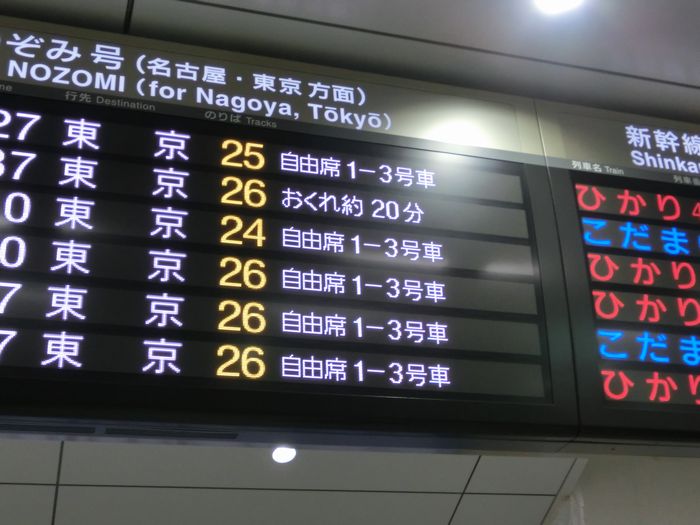 ぞみ号（名古屋・東京方面）
NOZOMI (for Nagoya, Tōkyō)
行先 Destination のりば Tracks
27 東京 25 自由席1−3号車
37 東京 26 おくれ約20分
0 東京 24 自由席1−3号車
0 東京 26 自由席1−3号車
7 東京 26 自由席1−3号車
7 東京 26 自由席1−3号車
新幹線
Shinka
列車名 Train 列車
ひかり4
こだま
ひかり
ひかり
こだま
ひかり